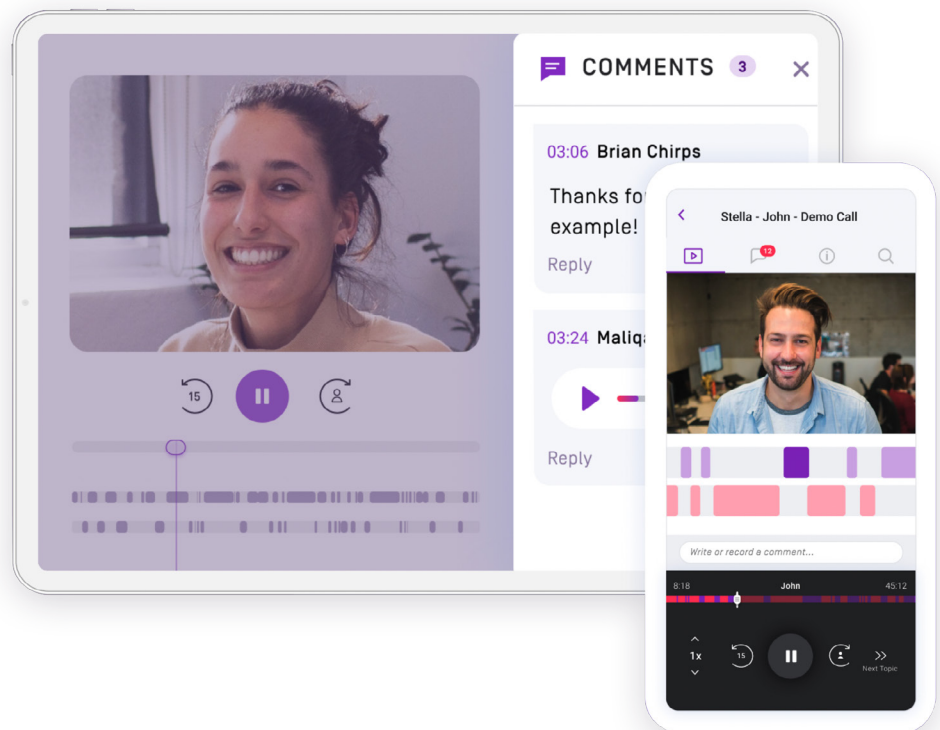 COMMENTS 3
03:06 Brian Chirps
Thanks fo
example!
Reply
03:24 Maliqa
Reply
15
Stella - John - Demo Call
12
Write or record a comment...
8:18 John 45:12
1x
15
Next Topic